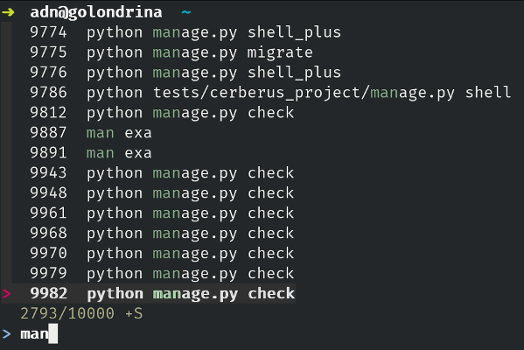 ➜ adn@golondrina ~
9774 python manage.py shell_plus
9775 python manage.py migrate
9776 python manage.py shell_plus
9786 python tests/cerberus_project/manage.py shell
9812 python manage.py check
9887 man exa
9891 man exa
9943 python manage.py check
9948 python manage.py check
9961 python manage.py check
9968 python manage.py check
9970 python manage.py check
9979 python manage.py check
> 9982 python manage.py check
2793/10000 +S
> man